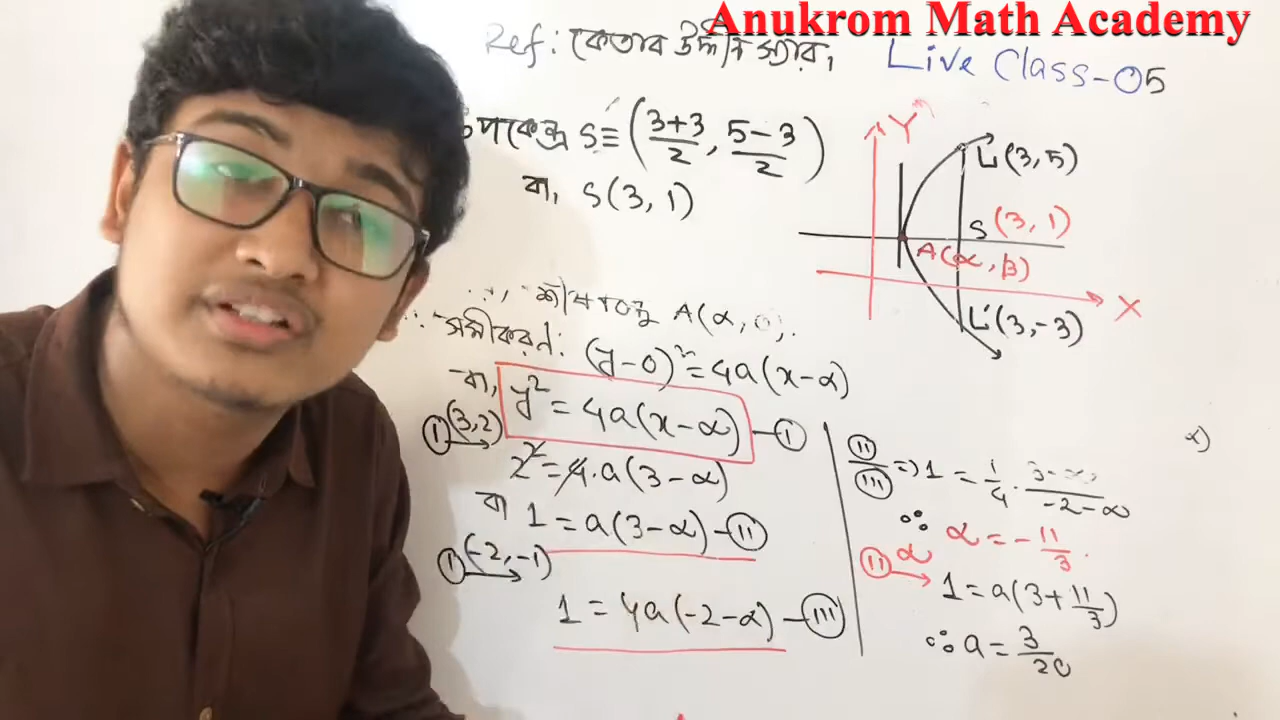 Anukrom Math Academy
Ref: কেতাব উদ্দিন স্যার, Live Class-05
উপকেন্দ্র S≡(3+3/2, 5-3/2)
বা, S(3, 1)
Y
L(3, 5)
S (3, 1)
A(α, β)
X
L'(3, -3)
∴, শীর্ষবিন্দু A(α, 0).
∴ সমীকরণ: (y-0)²=4a(x-α)
বা, y²=4a(x-α) -(I)
(I) (3,2)→ 2²=4.a(3-α)
বা 1=a(3-α) -(II)
(I) (-2,-1)→
1=4a(-2-α) -(III)
(II)/(III) => 1 = 1/4 . 3-α/-2-α
∴ α = -11/3.
(II) α→ 1=a(3+11/3)
∴ a = 3/20